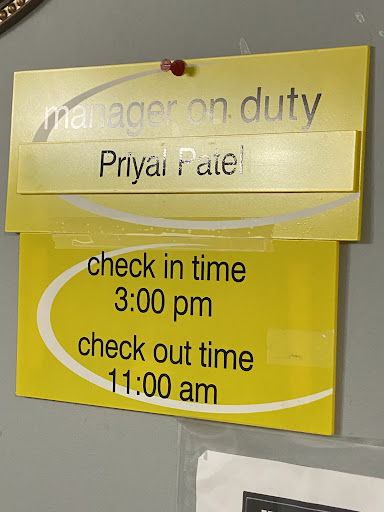 manager on duty
Priyal Patel
check in time
3:00 pm
check out time
11:00 am